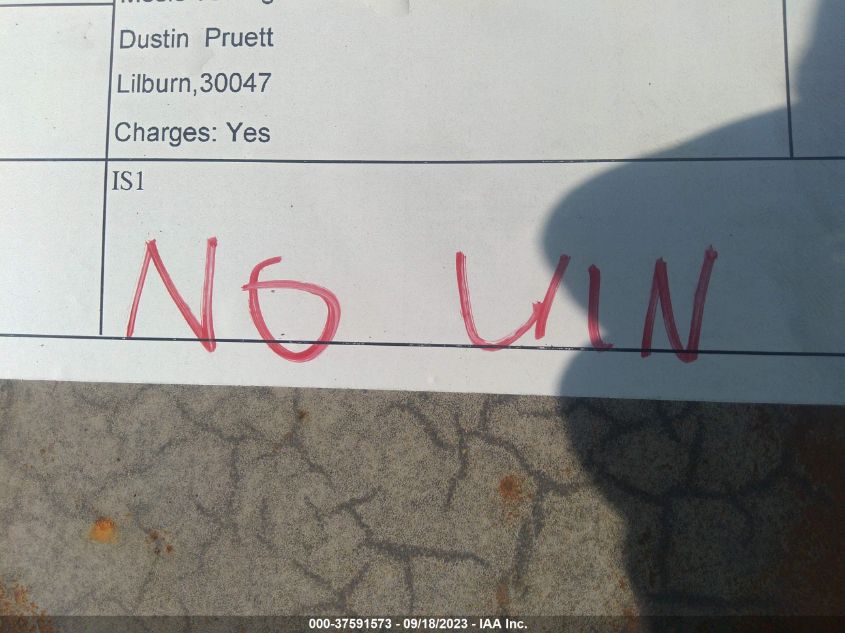 Dustin Pruett
Lilburn,30047
Charges: Yes
IS1
NO VIN
000-37591573 - 09/18/2023 - IAA Inc.